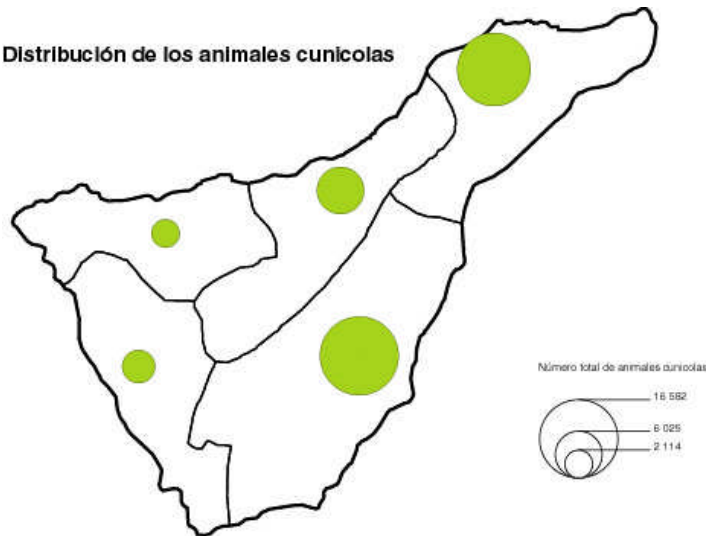 Distribución de los animales cunicolas
Número total de animales cunicolas
16 582
6 025
2 114